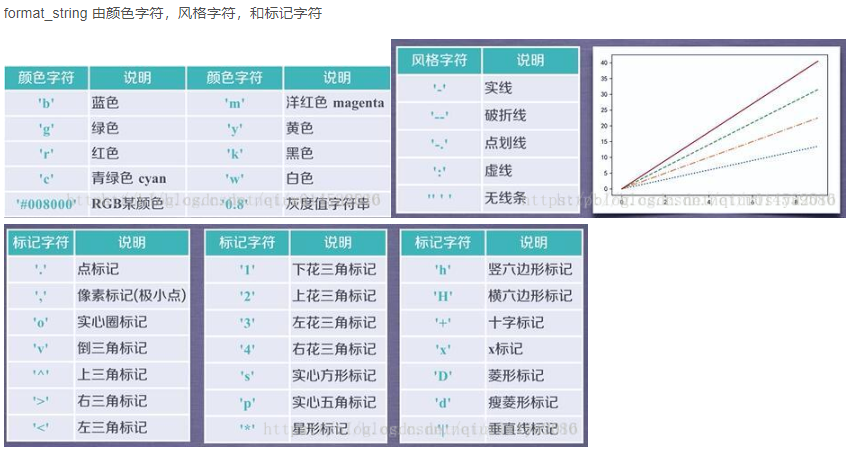 format_string 由颜色字符，风格字符，和标记字符
颜色字符 说明 颜色字符 说明
'b' 蓝色 'm' 洋红色 magenta
'g' 绿色 'y' 黄色
'r' 红色 'k' 黑色
'c' 青绿色 cyan 'w' 白色
'#008000' RGB某颜色 '0.8' 灰度值字符串
风格字符 说明
'-' 实线
'--' 破折线
'-.' 点划线
':' 虚线
'' ' ' 无线条
40
35
30
25
20
15
10
5
0
标记字符 说明
'.' 点标记
',' 像素标记(极小点)
'o' 实心圈标记
'v' 倒三角标记
'^' 上三角标记
'>' 右三角标记
'<' 左三角标记
标记字符 说明
'1' 下花三角标记
'2' 上花三角标记
'3' 左花三角标记
'4' 右花三角标记
's' 实心方形标记
'p' 实心五角标记
'*' 星形标记
标记字符 说明
'h' 竖六边形标记
'H' 横六边形标记
'+' 十字标记
'x' x标记
'D' 菱形标记
'd' 瘦菱形标记
'|' 垂直线标记